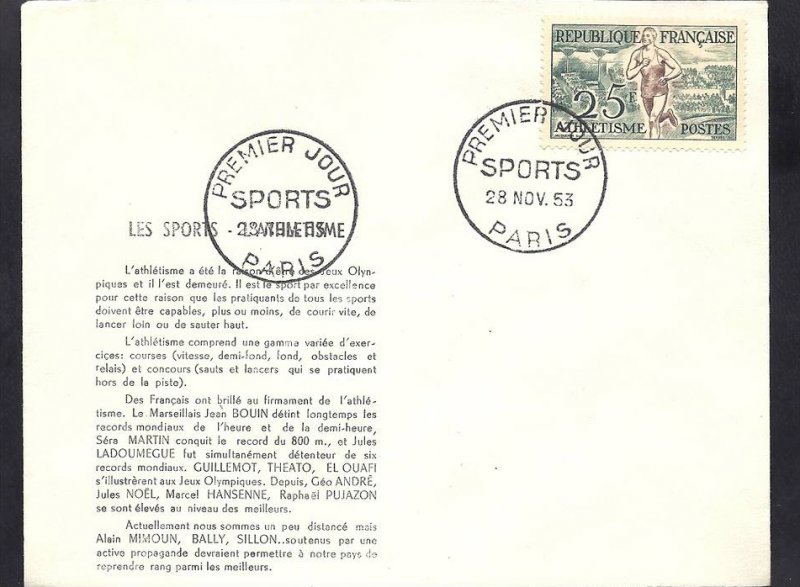 REPUBLIQUE FRANÇAISE
25F
ATHLÉTISME POSTES
PREMIER JOUR
SPORTS
28 NOV. 53
PARIS
PREMIER JOUR
SPORTS
28 NOV. 53
PARIS
LES SPORTS - L'ATHLETISME
L'athlétisme a été la raison d'être des Jeux Olym-
piques et il l'est demeuré. Il est le sport par excellence
pour cette raison que les pratiquants de tous les sports
doivent être capables, plus ou moins, de courir vite, de
lancer loin ou de sauter haut.
L'athlétisme comprend une gamme variée d'exer-
cices: courses (vitesse, demi-fond, fond, obstacles et
relais) et concours (sauts et lancers qui se pratiquent
hors de la piste).
Des Français ont brillé au firmament de l'athlé-
tisme. Le Marseillais Jean BOUIN détint longtemps les
records mondiaux de l'heure et de la demi-heure,
Séra MARTIN conquit le record du 800 m., et Jules
LADOUMEGUE fut simultanément détenteur de six
records mondiaux. GUILLEMOT, THEATO, EL OUAFI
s'illustrèrent aux Jeux Olympiques. Depuis, Géo ANDRÉ,
Jules NOËL, Marcel HANSENNE, Raphaël PUJAZON
se sont élevés au niveau des meilleurs.
Actuellement nous sommes un peu distancé mais
Alain MIMOUN, BALLY, SILLON..soutenus par une
active propagande devraient permettre à notre pays de
reprendre rang parmi les meilleurs.